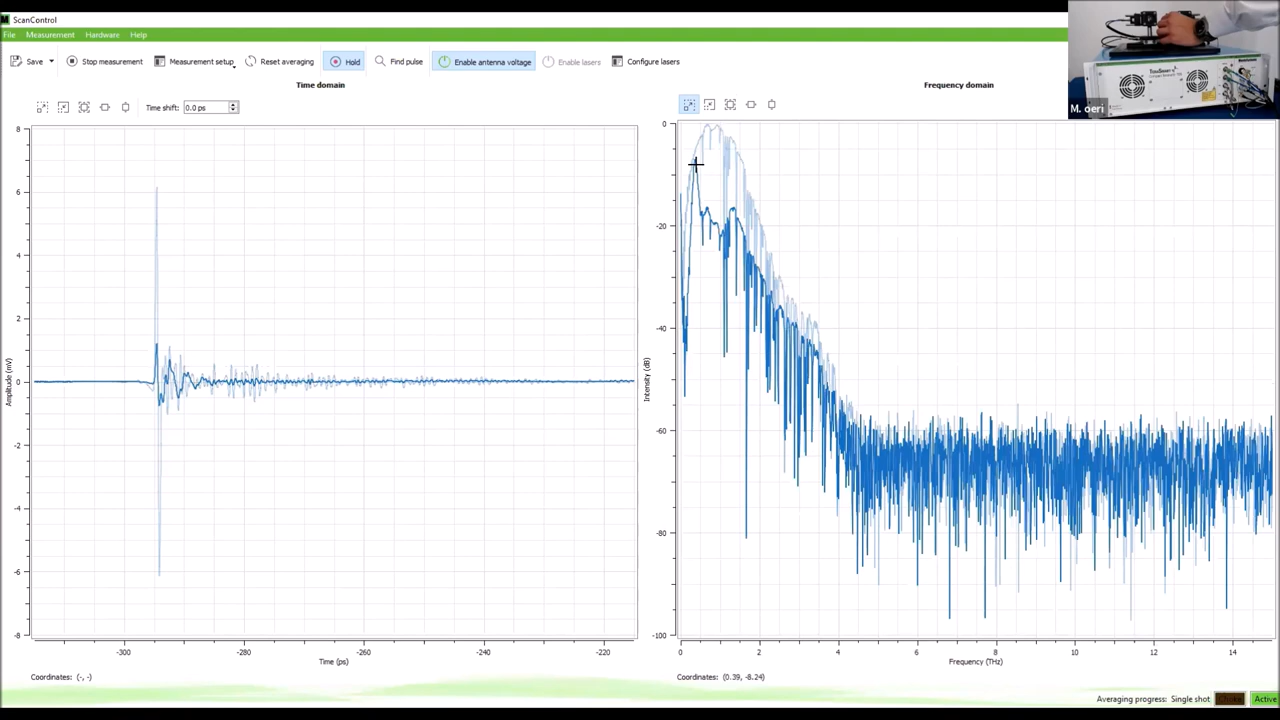 ScanControl
File Measurement Hardware Help
Save Stop measurement Measurement setup Reset averaging Hold Find pulse Enable antenna voltage Enable lasers Configure lasers
Time domain
Time shift: 0.0 ps
8
6
4
2
0
-2
-4
-6
-8
Amplitude (mV)
-300 -280 -260 -240 -220
Time (ps)
Coordinates: (-, -)
Frequency domain
0
-20
-40
-60
-80
-100
Intensity (dB)
0 2 4 6 8 10 12 14
Frequency (THz)
Coordinates: (0.39, -8.24)
M. oeri
Averaging progress: Single shot
Active